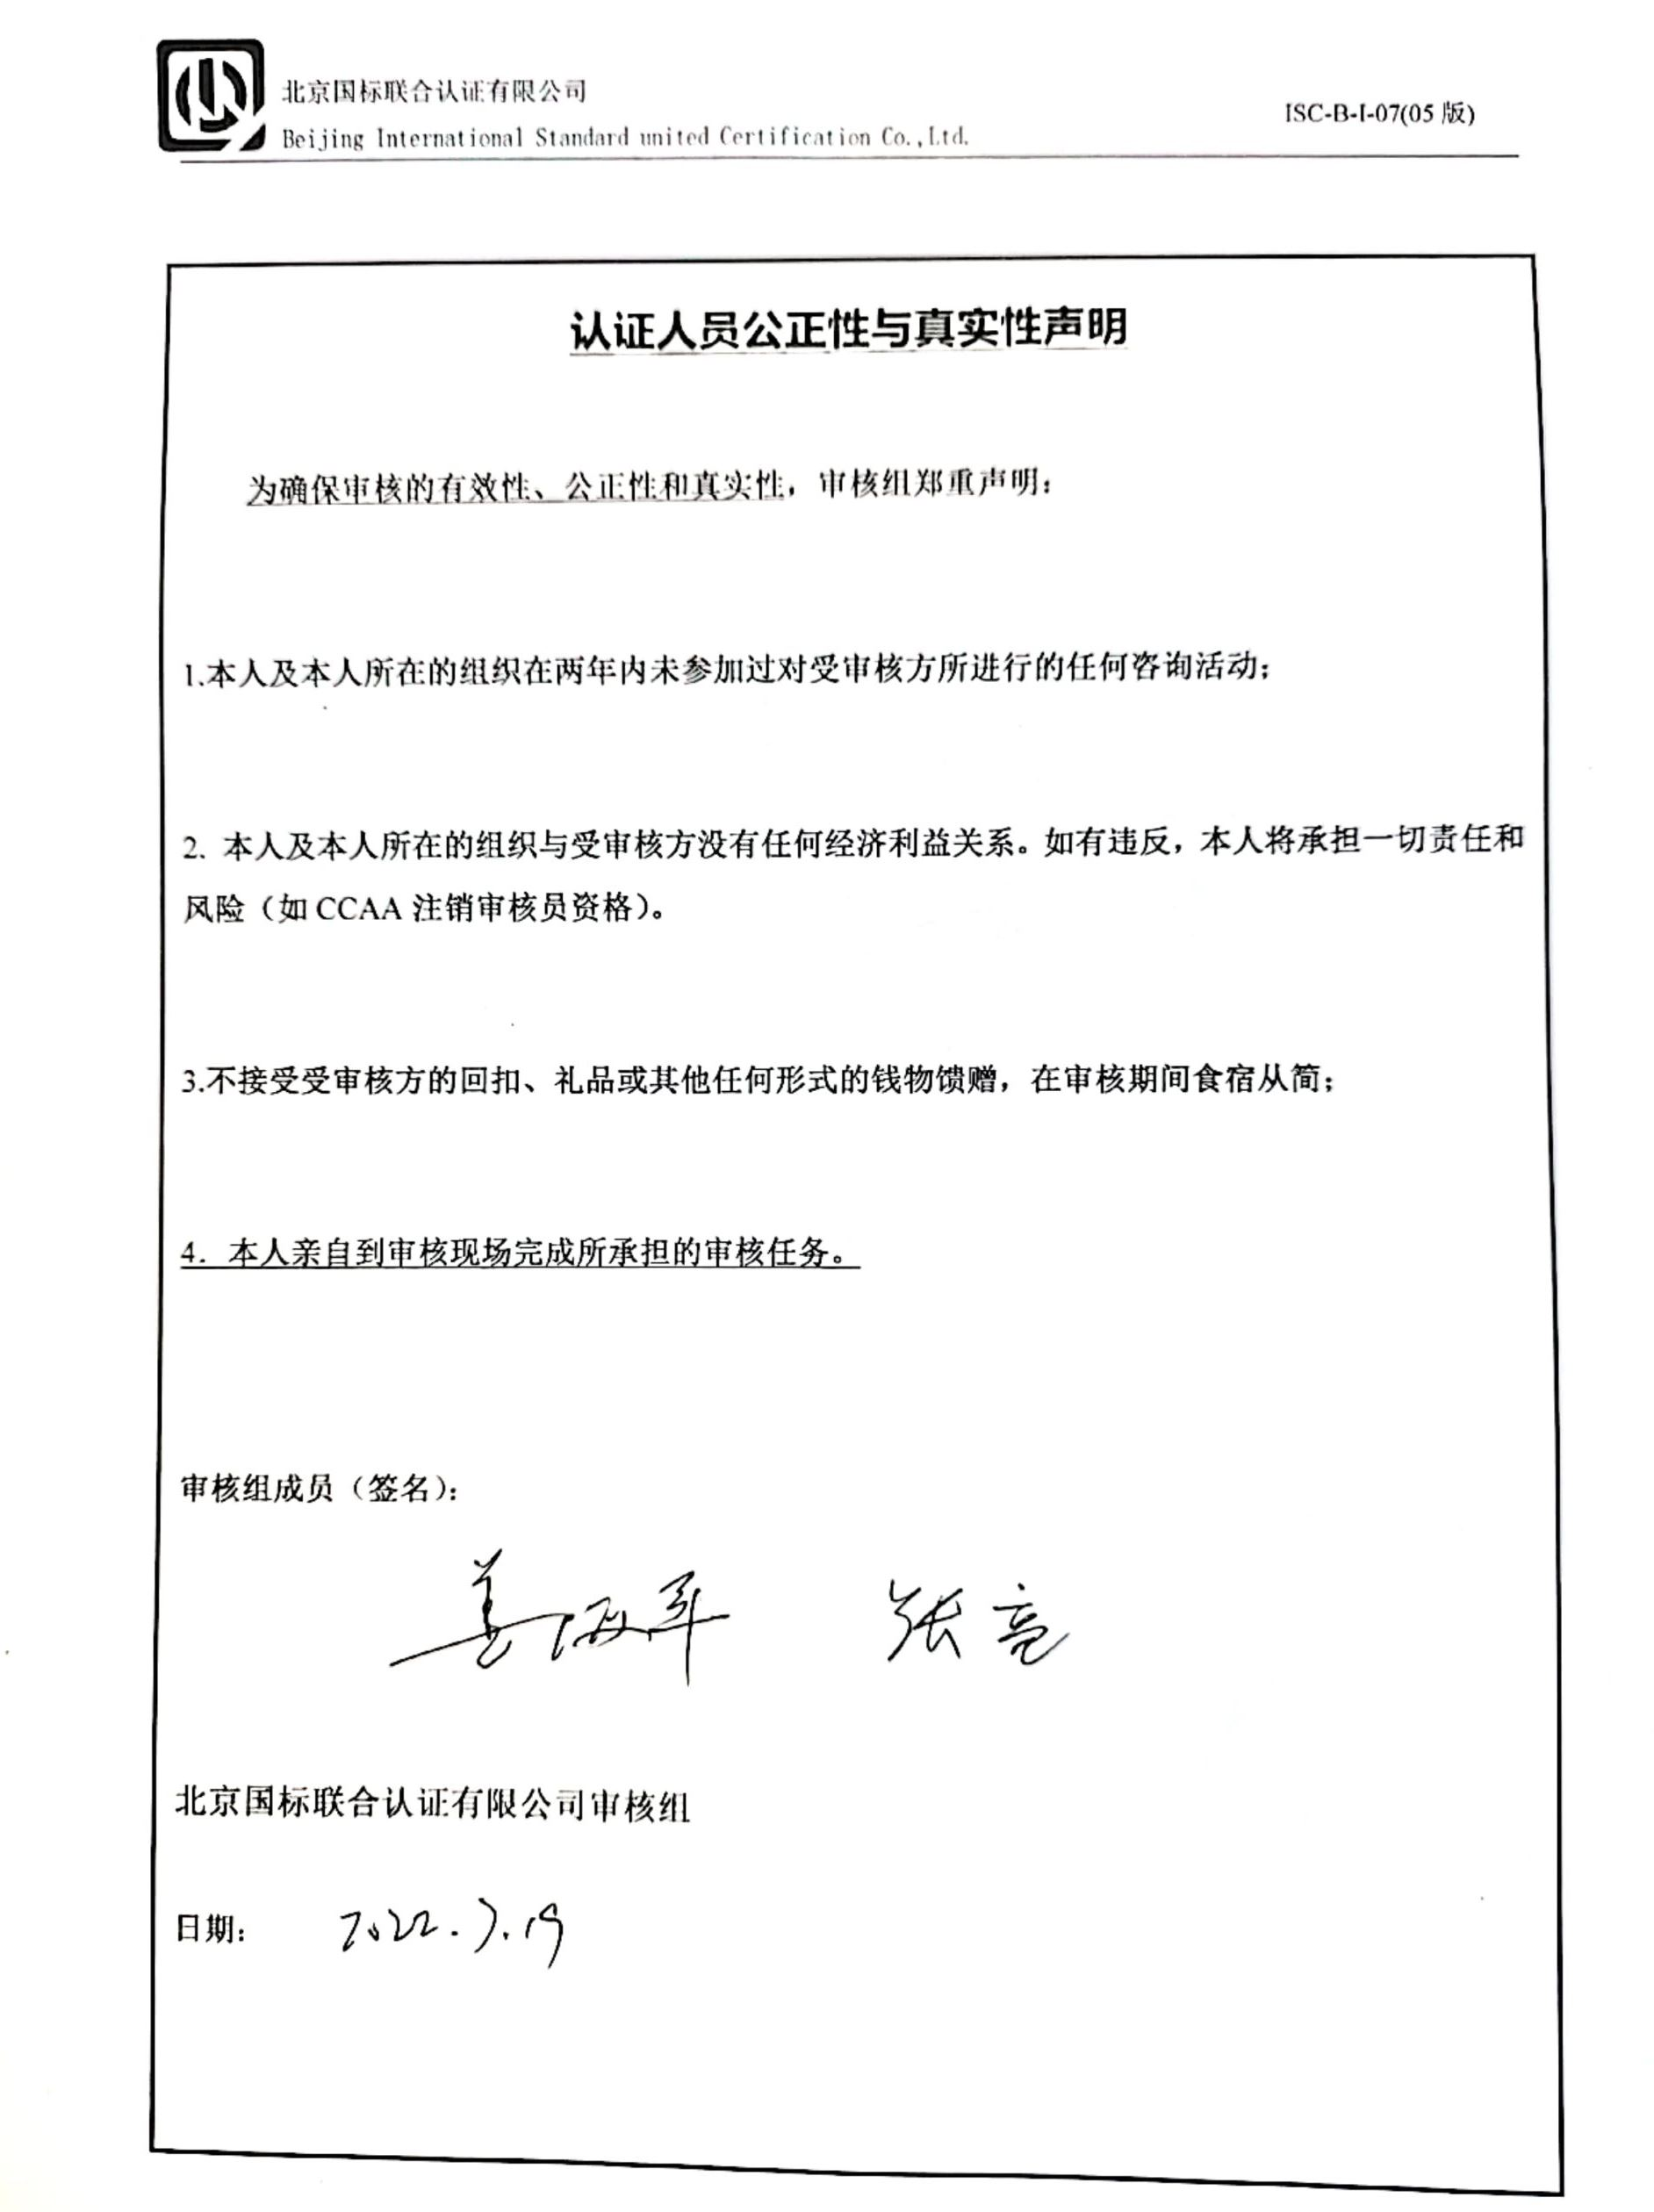 北京国标联合认证有限公司
Beijing International Standard united Certification Co.,Ltd.
ISC-B-I-07(05 版)
认证人员公正性与真实性声明
为确保审核的有效性、公正性和真实性，审核组郑重声明：
1.本人及本人所在的组织在两年内未参加过对受审核方所进行的任何咨询活动；
2. 本人及本人所在的组织与受审核方没有任何经济利益关系。如有违反，本人将承担一切责任和
风险（如 CCAA 注销审核员资格）。
3.不接受受审核方的回扣、礼品或其他任何形式的钱物馈赠，在审核期间食宿从简；
4. 本人亲自到审核现场完成所承担的审核任务。
审核组成员（签名）：
张亮
北京国标联合认证有限公司审核组
日期： 2022.7.19